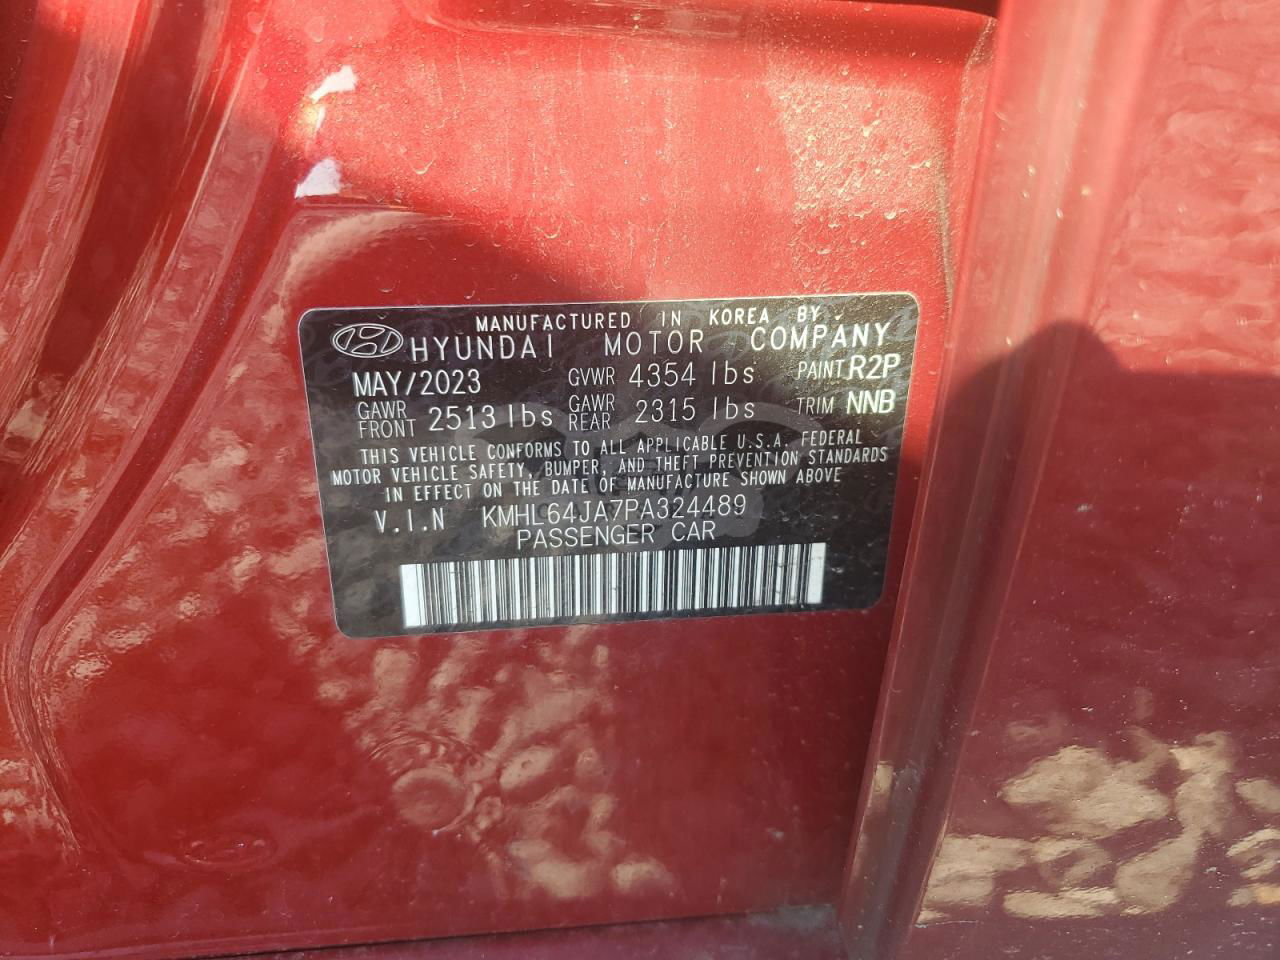 MANUFACTURED IN KOREA BY
HYUNDAI MOTOR COMPANY
MAY/2023 GVWR 4354 lbs PAINT R2P
GAWR FRONT 2513 lbs GAWR REAR 2315 lbs TRIM NNB
THIS VEHICLE CONFORMS TO ALL APPLICABLE U.S.A. FEDERAL
MOTOR VEHICLE SAFETY, BUMPER, AND THEFT PREVENTION STANDARDS
IN EFFECT ON THE DATE OF MANUFACTURE SHOWN ABOVE
V.I.N KMHL64JA7PA324489
PASSENGER CAR